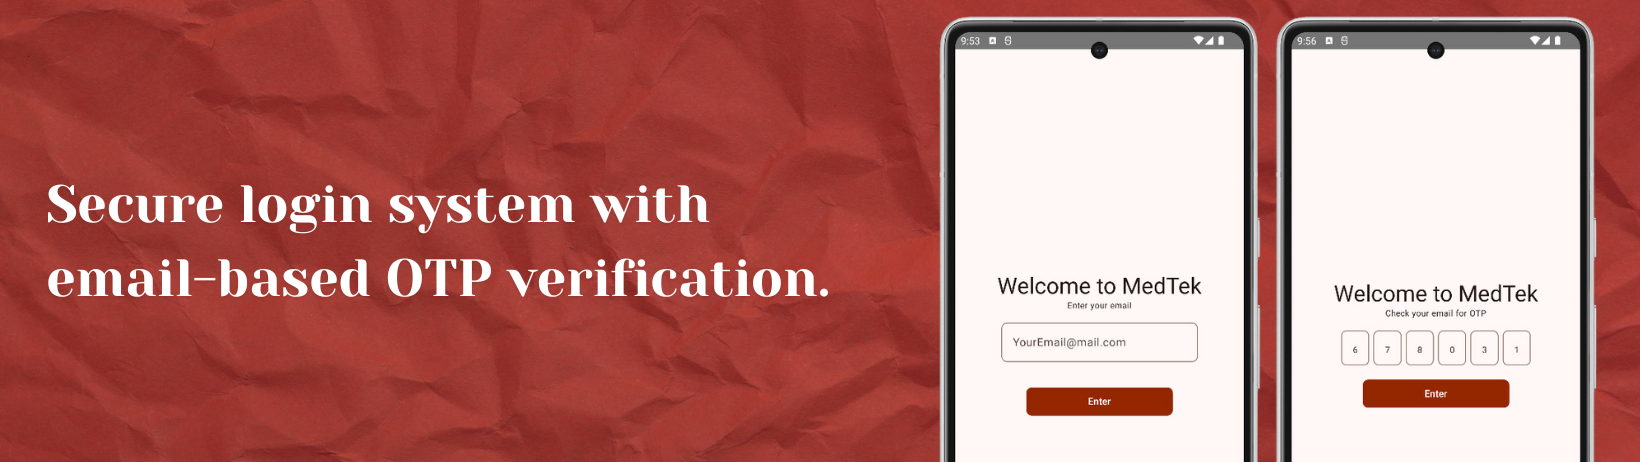 Secure login system with
email-based OTP verification.
9:53
Welcome to MedTek
Enter your email
YourEmail@mail.com
Enter
9:56
Welcome to MedTek
Check your email for OTP
6 7 8 0 3 1
Enter